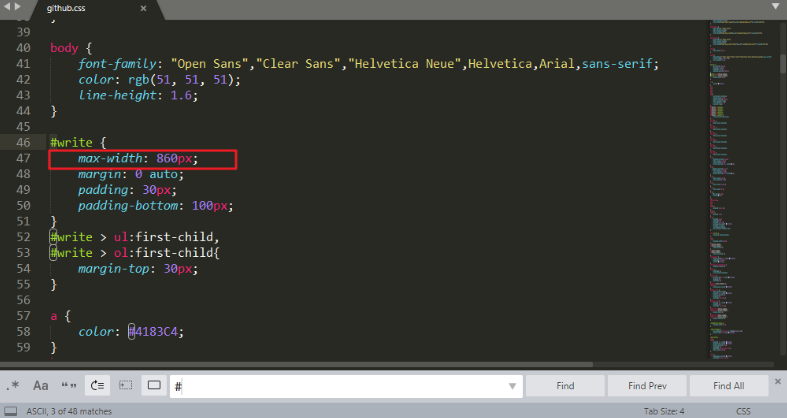 github.css
39
40 body {
41 font-family: "Open Sans","Clear Sans","Helvetica Neue",Helvetica,Arial,sans-serif;
42 color: rgb(51, 51, 51);
43 line-height: 1.6;
44 }
45
46 #write {
47 max-width: 860px;
48 margin: 0 auto;
49 padding: 30px;
50 padding-bottom: 100px;
51 }
52 #write > ul:first-child,
53 #write > ol:first-child{
54 margin-top: 30px;
55 }
56
57 a {
58 color: #4183C4;
59 }
.* Aa “” # Find Find Prev Find All
ASCII, 3 of 48 matches Tab Size: 4 CSS